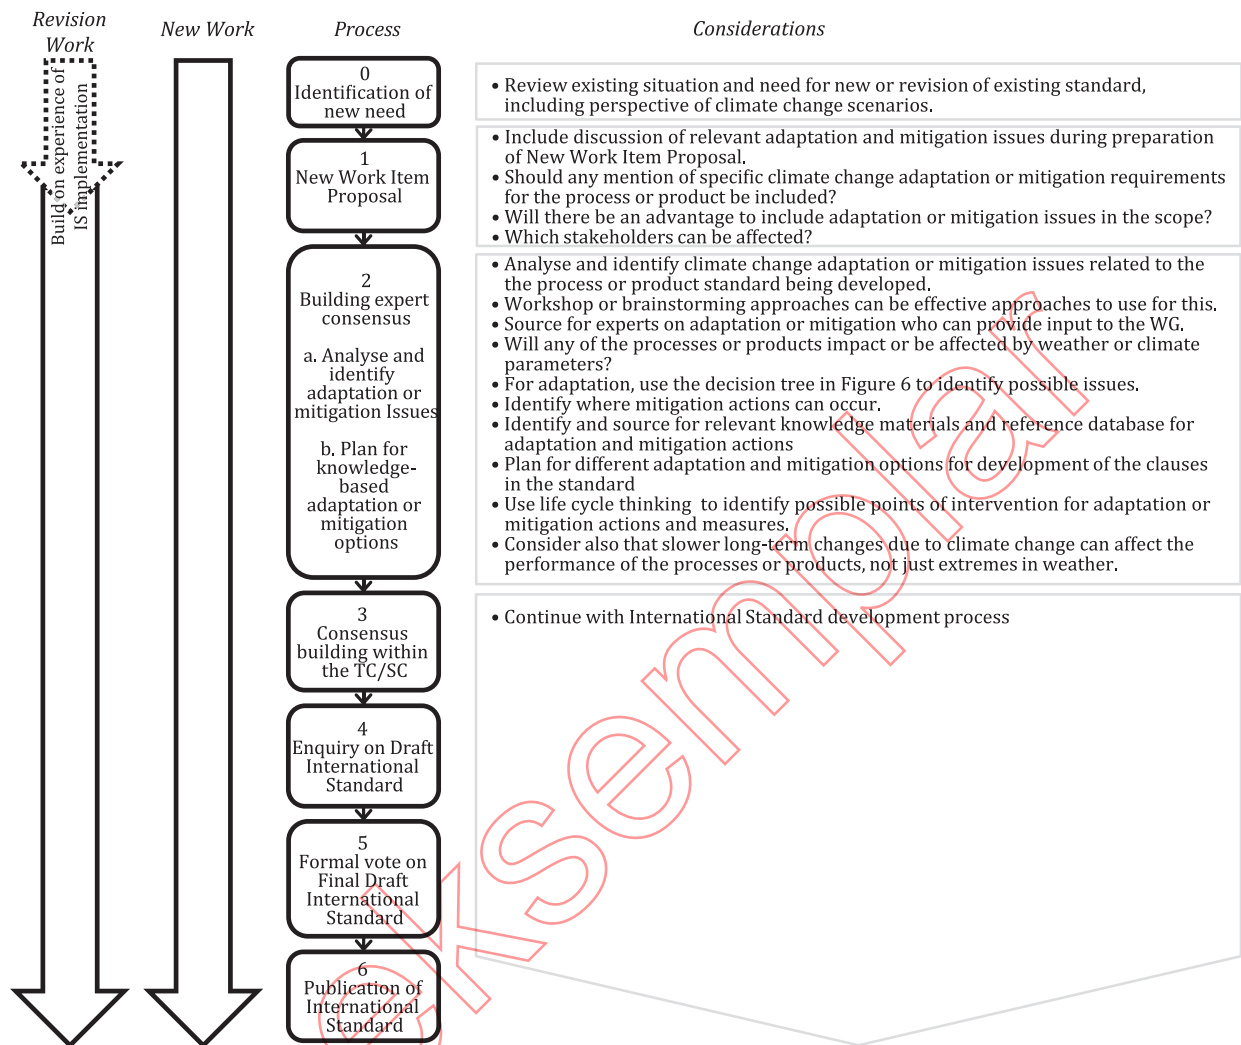 Revision
Work
New Work
Process
Considerations
Build on experience of
IS implementation
0
Identification of
new need
• Review existing situation and need for new or revision of existing standard,
including perspective of climate change scenarios.
1
New Work Item
Proposal
• Include discussion of relevant adaptation and mitigation issues during preparation
of New Work Item Proposal.
• Should any mention of specific climate change adaptation or mitigation requirements
for the process or product be included?
• Will there be an advantage to include adaptation or mitigation issues in the scope?
• Which stakeholders can be affected?
2
Building expert
consensus
a. Analyse and
identify
adaptation or
mitigation Issues
b. Plan for
knowledge-
based
adaptation or
mitigation
options
• Analyse and identify climate change adaptation or mitigation issues related to the
the process or product standard being developed.
• Workshop or brainstorming approaches can be effective approaches to use for this.
• Source for experts on adaptation or mitigation who can provide input to the WG.
• Will any of the processes or products impact or be affected by weather or climate
parameters?
• For adaptation, use the decision tree in Figure 6 to identify possible issues.
• Identify where mitigation actions can occur.
• Identify and source for relevant knowledge materials and reference database for
adaptation and mitigation actions
• Plan for different adaptation and mitigation options for development of the clauses
in the standard
• Use life cycle thinking to identify possible points of intervention for adaptation or
mitigation actions and measures.
• Consider also that slower long-term changes due to climate change can affect the
performance of the processes or products, not just extremes in weather.
3
Consensus
building within
the TC/SC
• Continue with International Standard development process
4
Enquiry on Draft
International
Standard
5
Formal vote on
Final Draft
International
Standard
6
Publication of
International
Standard
eksemplar